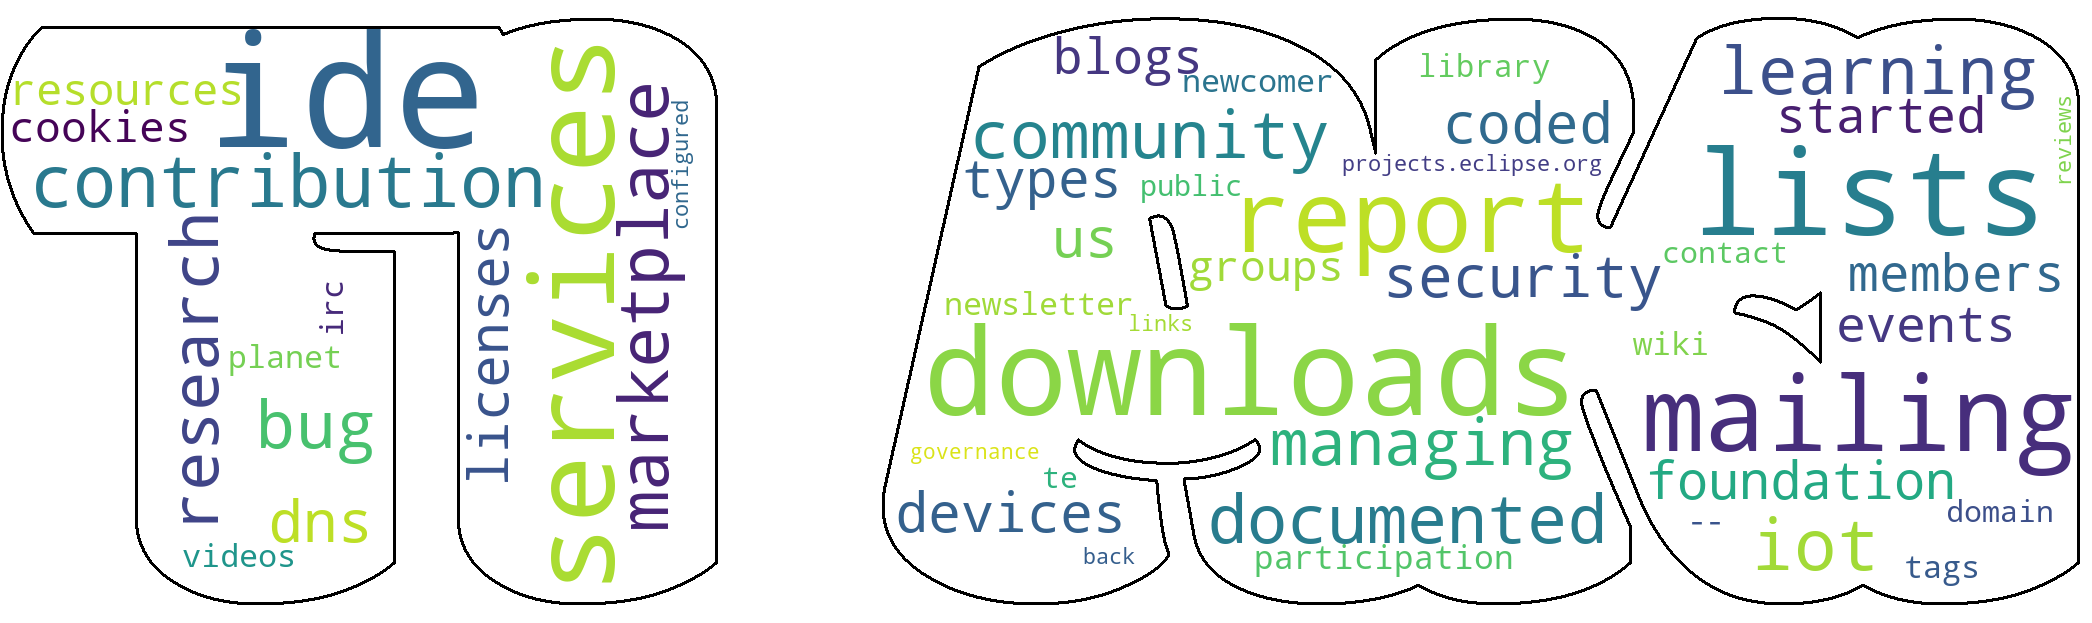 ide
resources
cookies
contribution
services
marketplace
configured
research
irc
licenses
planet
bug
dns
videos
blogs
newcomer
library
coded
community
projects.eclipse.org
types
public
report
us
groups
security
newsletter
links
downloads
managing
governance
te
devices
documented
back
participation
learning
started
reviews
lists
contact
members
events
wiki
mailing
foundation
--
domain
iot
tags